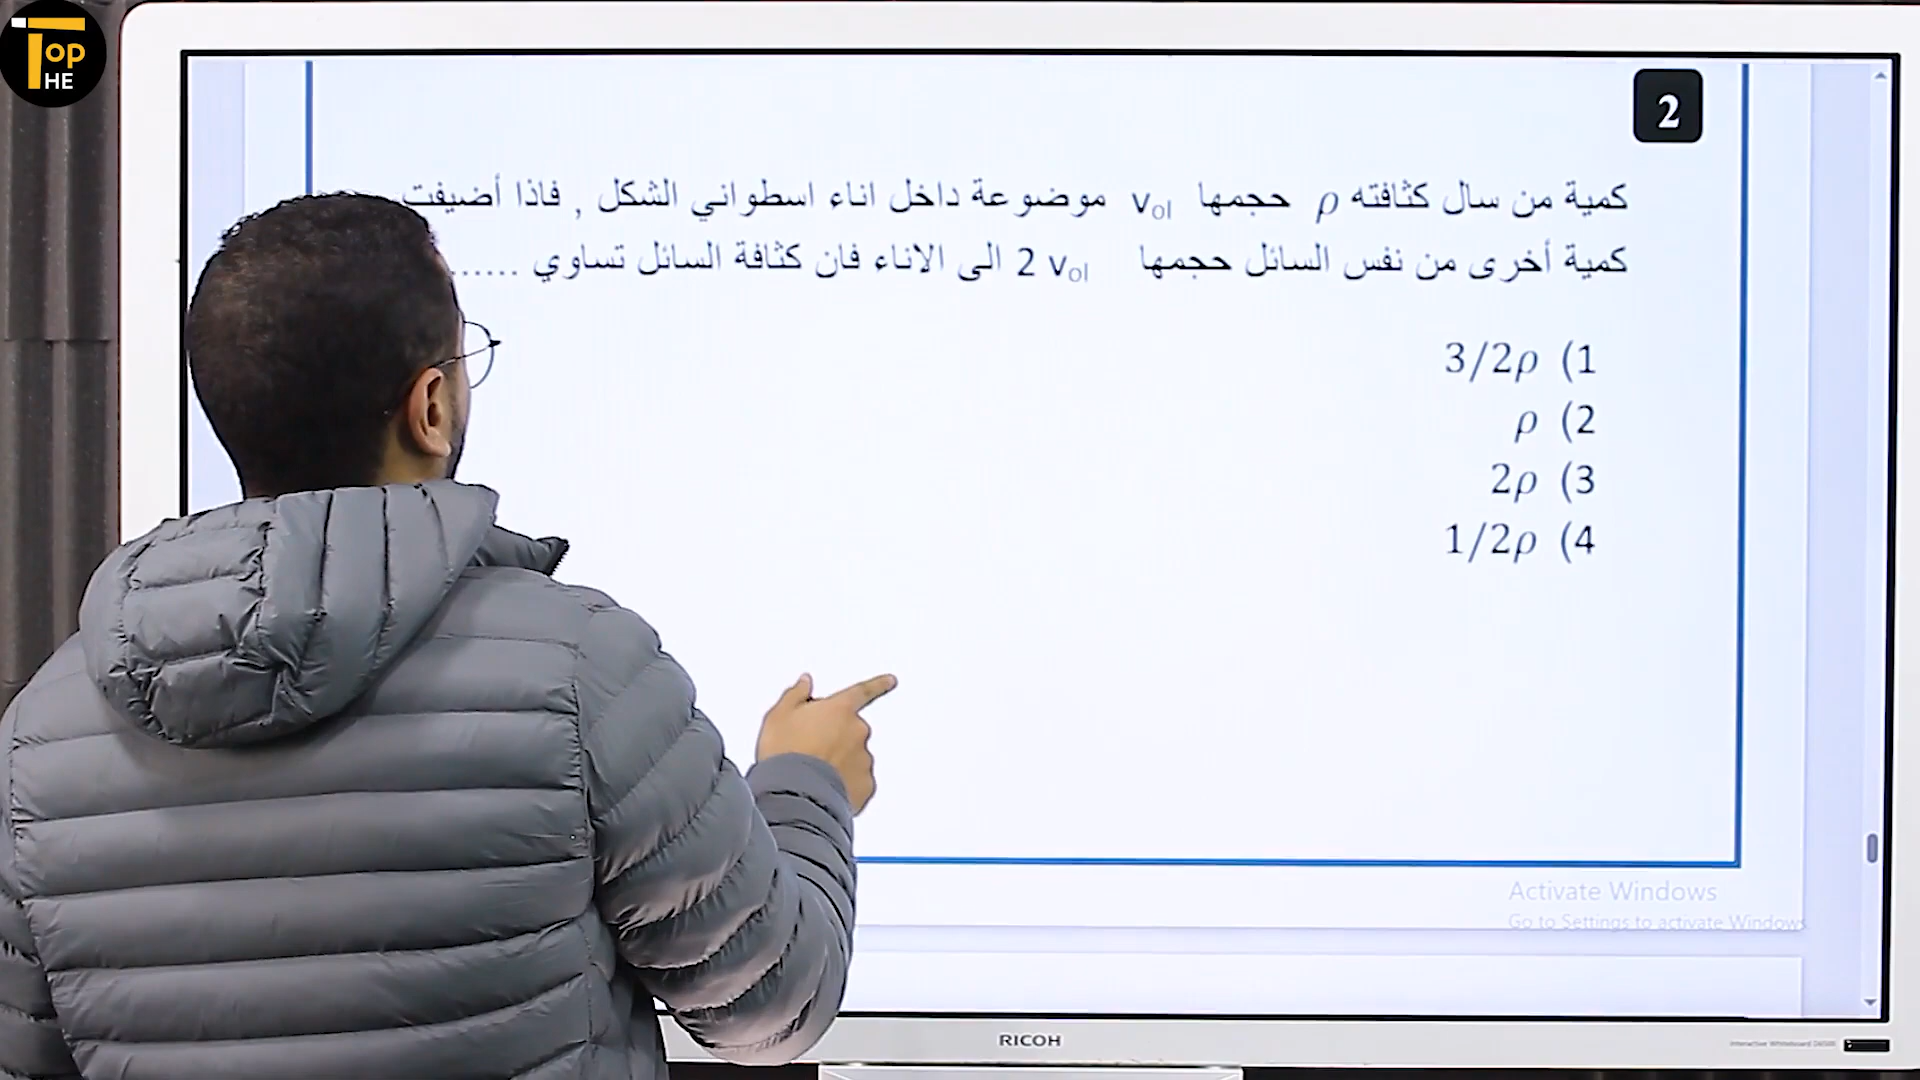 Top
THE
2
كمية من سال كثافته ρ حجمها vol موضوعة داخل اناء اسطواني الشكل , فاذا أضيفت
كمية أخرى من نفس السائل حجمها 2 vol الى الاناء فان كثافة السائل تساوي ......
1) 3/2ρ
2) ρ
3) 2ρ
4) 1/2ρ
Activate Windows
Go to Settings to activate Windows.
RICOH